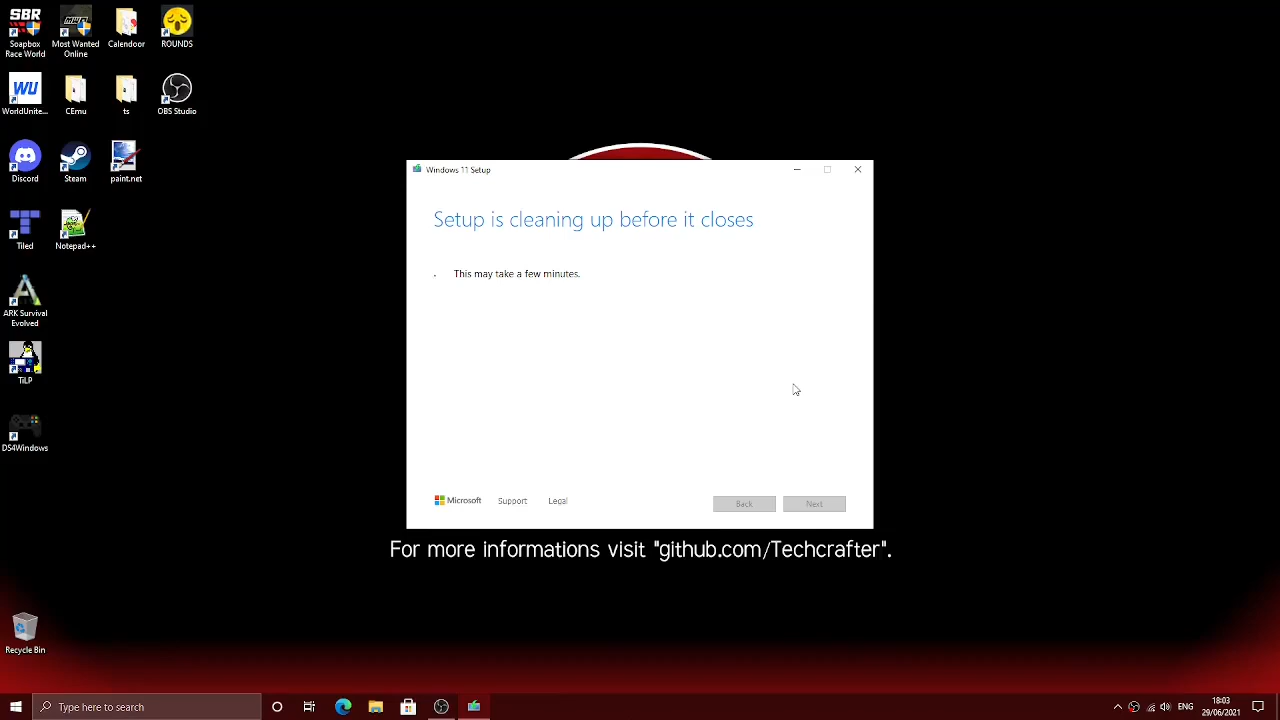 SBR
Soapbox
Race World
Most Wanted
Online
Calendoor
ROUNDS
WU
WorldUnite...
CEmu
ts
OBS Studio
Discord
Steam
paint.net
Tiled
Notepad++
ARK Survival
Evolved
TiLP
DS4Windows
Recycle Bin
Windows 11 Setup
Setup is cleaning up before it closes
This may take a few minutes.
Microsoft Support Legal
Back Next
For more informations visit "github.com/Techcrafter".
Type here to search
ENG
18:03
29/06/2021